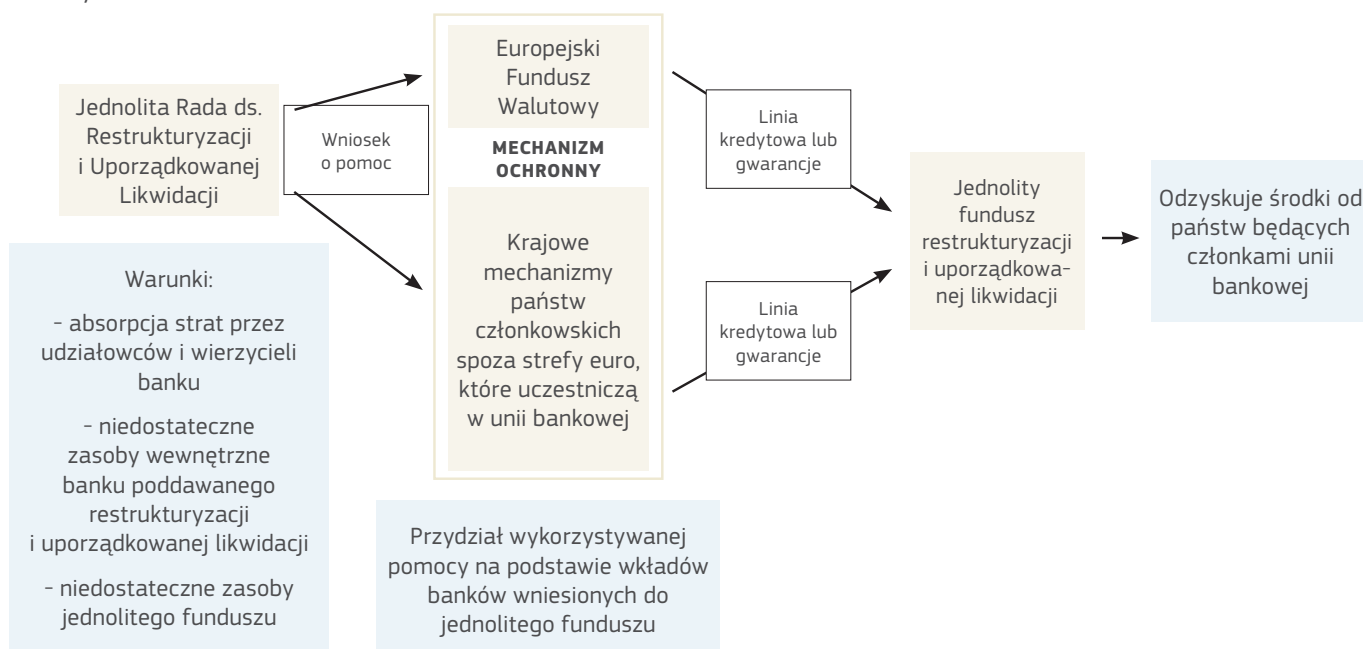 Jednolita Rada ds.
Restrukturyzacji
i Uporządkowanej
Likwidacji
Wniosek
o pomoc
Europejski
Fundusz
Walutowy
MECHANIZM
OCHRONNY
Krajowe
mechanizmy
państw
członkowskich
spoza strefy euro,
które uczestniczą
w unii bankowej
Linia
kredytowa lub
gwarancje
Linia
kredytowa lub
gwarancje
Jednolity
fundusz
restrukturyzacji
i uporządkowa-
nej likwidacji
Odzyskuje środki od
państw będących
członkami unii
bankowej
Warunki:
- absorpcja strat przez
udziałowców i wierzycieli
banku
- niedostateczne
zasoby wewnętrzne
banku poddawanego
restrukturyzacji
i uporządkowanej likwidacji
- niedostateczne zasoby
jednolitego funduszu
Przydział wykorzystywanej
pomocy na podstawie wkładów
banków wniesionych do
jednolitego funduszu